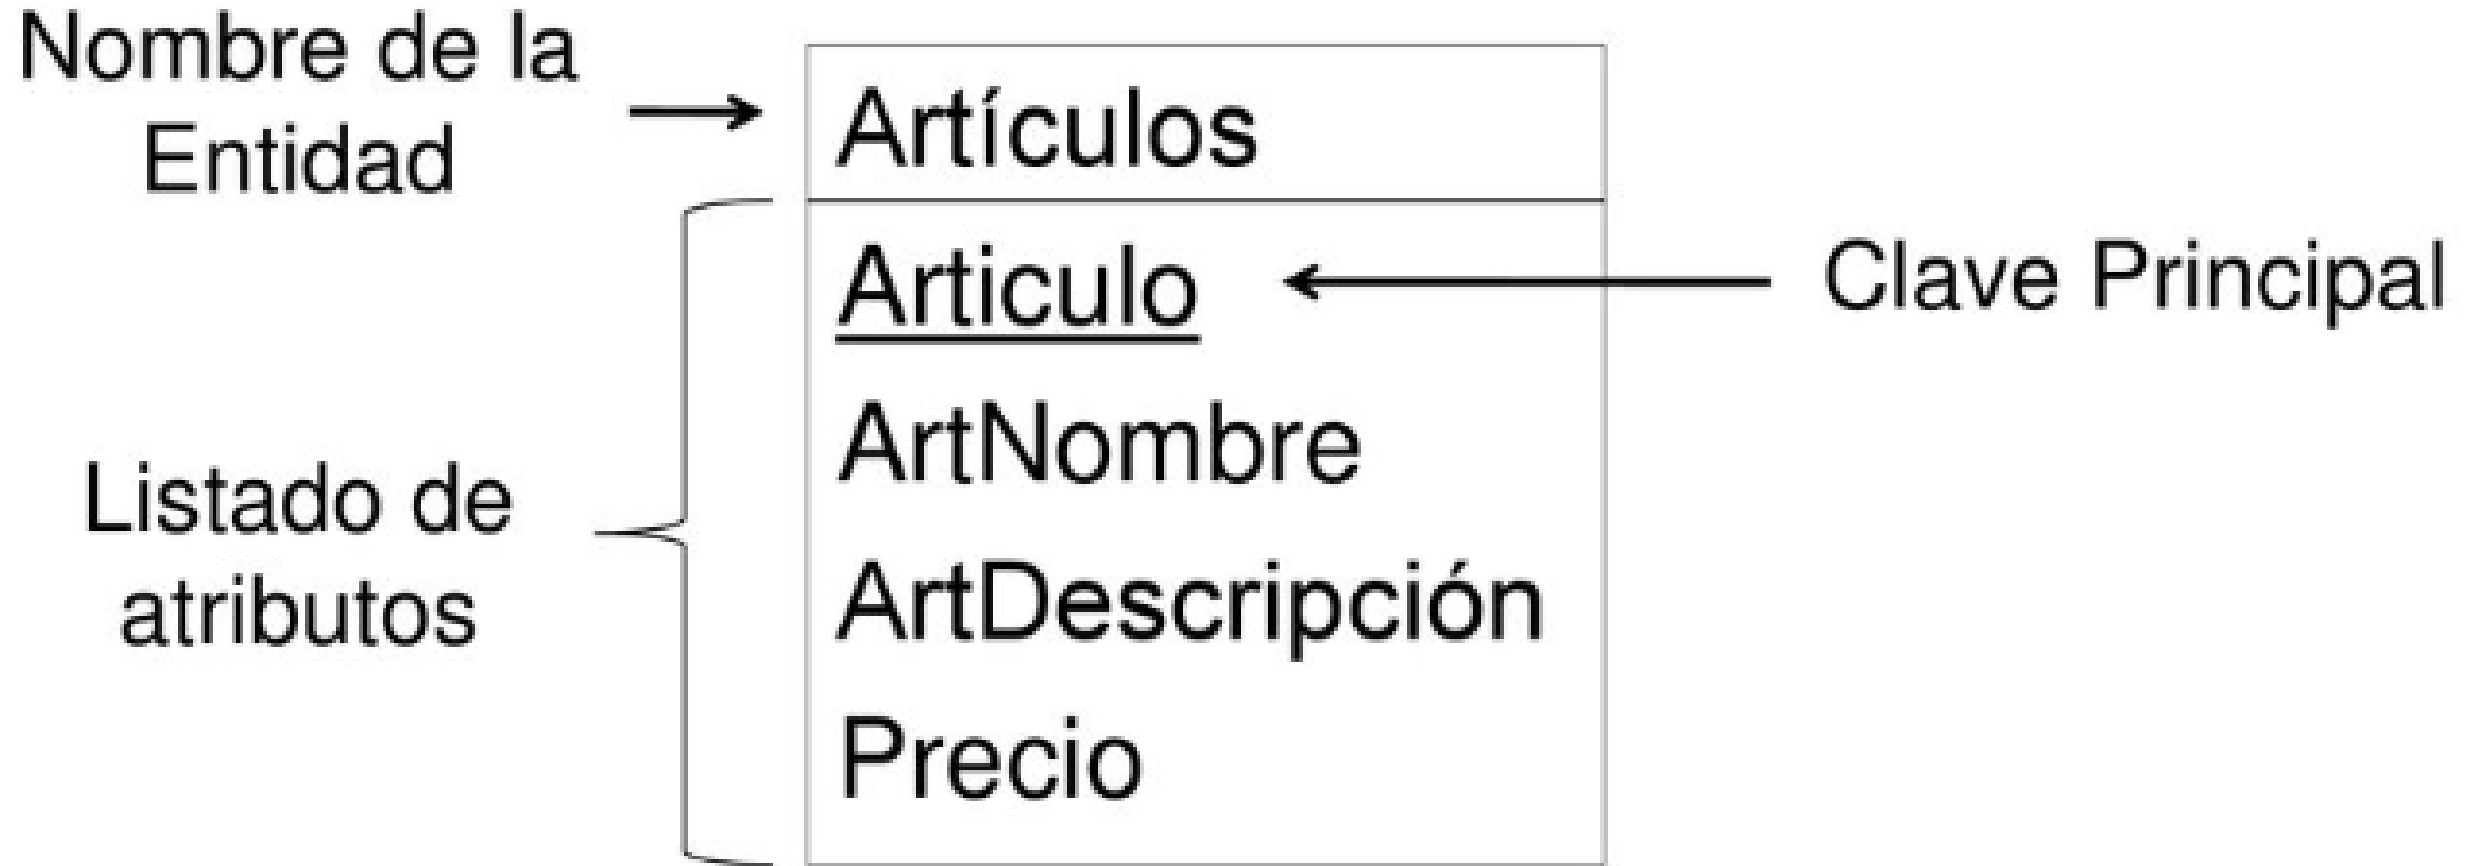 Nombre de la
Entidad
Artículos
Articulo
Clave Principal
ArtNombre
Listado de
atributos
ArtDescripción
Precio